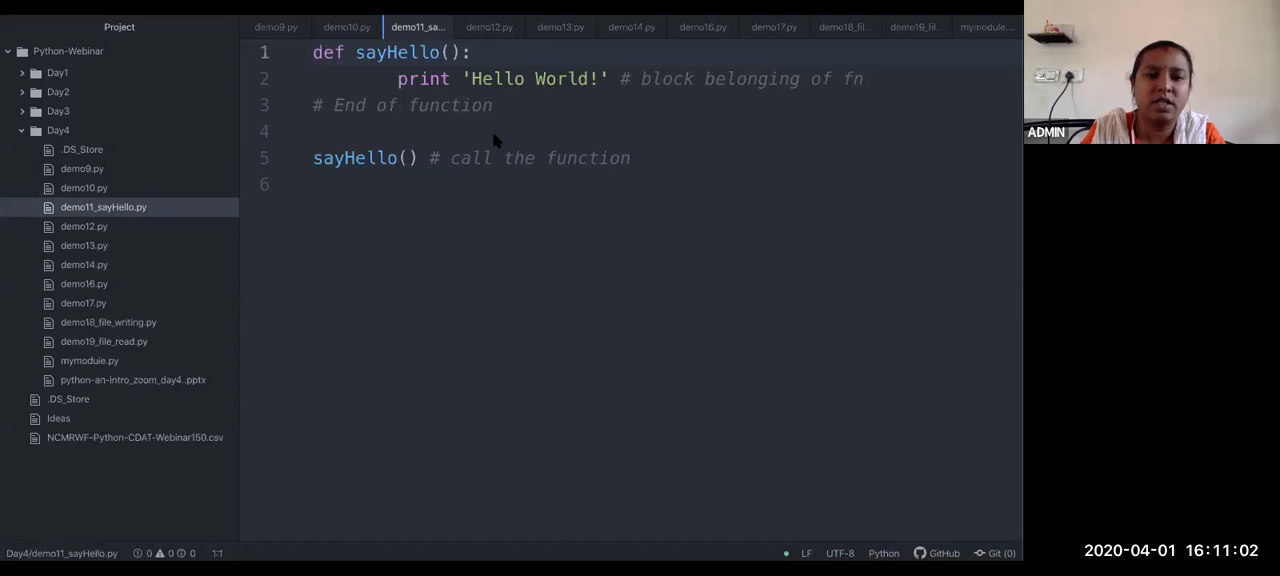 Project
demo9.py
demo10.py
demo11_sa...
demo12.py
demo13.py
demo14.py
demo16.py
demo17.py
demo18_fil...
demo19_fil...
mymodule....
Python-Webinar
Day1
Day2
Day3
Day4
.DS_Store
demo9.py
demo10.py
demo11_sayHello.py
demo12.py
demo13.py
demo14.py
demo16.py
demo17.py
demo18_file_writing.py
demo19_file_read.py
mymodule.py
python-an-intro_zoom_day4..pptx
.DS_Store
Ideas
NCMRWF-Python-CDAT-Webinar150.csv
1 def sayHello():
2 print 'Hello World!' # block belonging of fn
3 # End of function
4
5 sayHello() # call the function
6
ADMIN
Day4/demo11_sayHello.py 0 0 0 1:1
LF UTF-8 Python GitHub Git (0)
2020-04-01 16:11:02